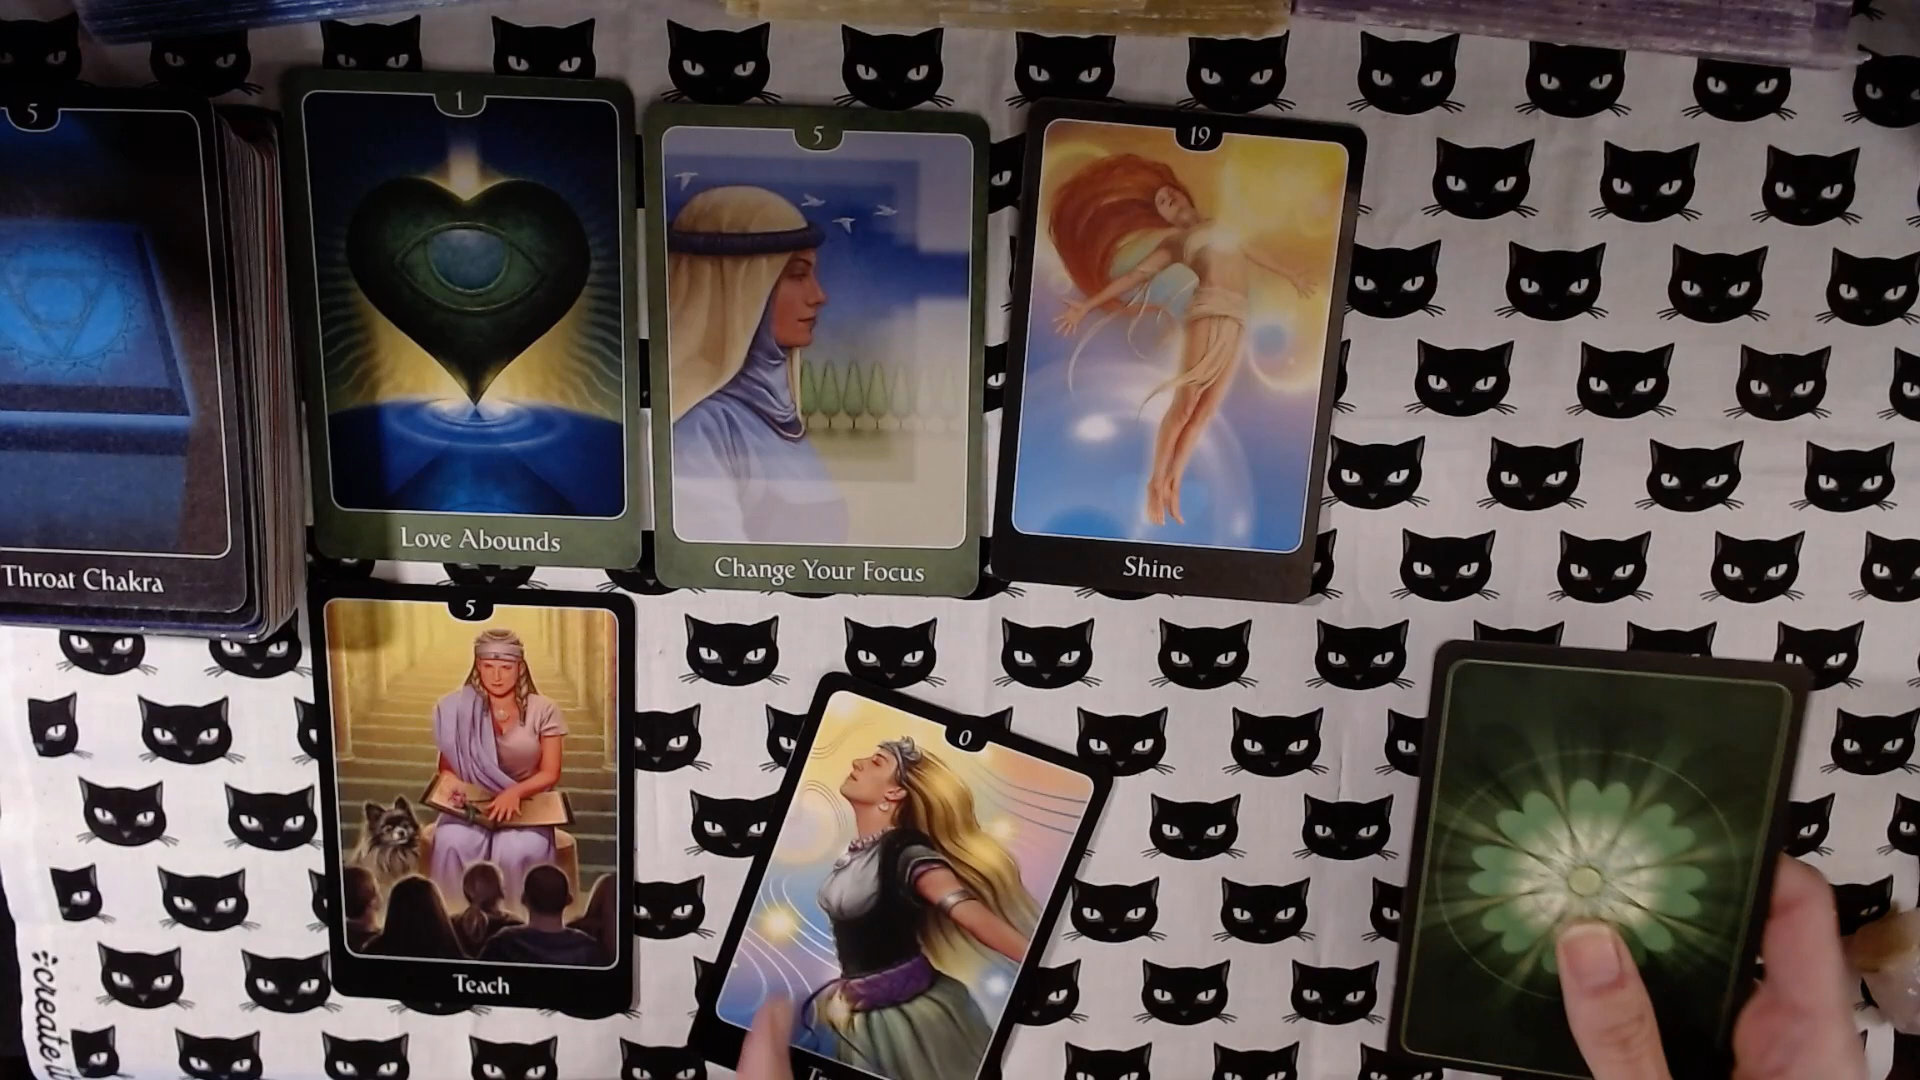 5
Throat Chakra
1
Love Abounds
5
Change Your Focus
19
Shine
5
Teach
0